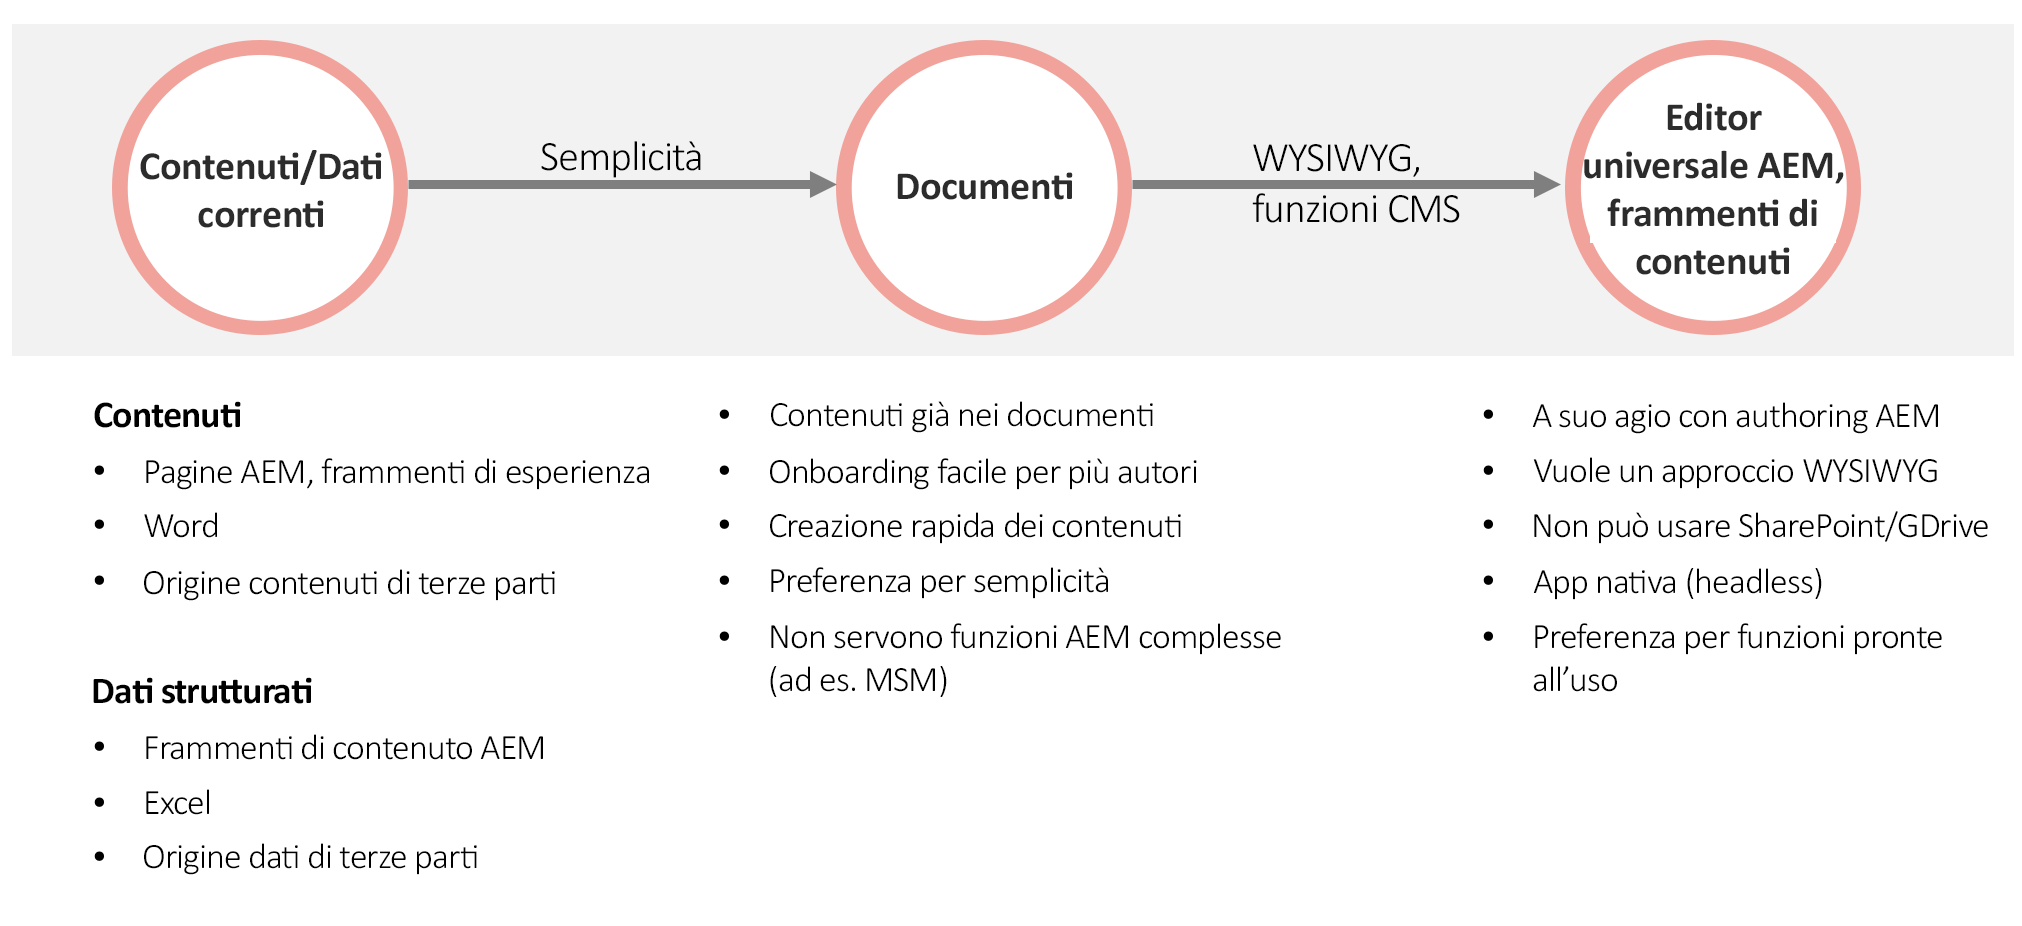 Contenuti/Dati
correnti
Semplicità
Documenti
WYSIWYG,
funzioni CMS
Editor
universale AEM,
frammenti di
contenuti
Contenuti
• Pagine AEM, frammenti di esperienza
• Word
• Origine contenuti di terze parti
Dati strutturati
• Frammenti di contenuto AEM
• Excel
• Origine dati di terze parti
• Contenuti già nei documenti
• Onboarding facile per più autori
• Creazione rapida dei contenuti
• Preferenza per semplicità
• Non servono funzioni AEM complesse
(ad es. MSM)
• A suo agio con authoring AEM
• Vuole un approccio WYSIWYG
• Non può usare SharePoint/GDrive
• App nativa (headless)
• Preferenza per funzioni pronte
all’uso